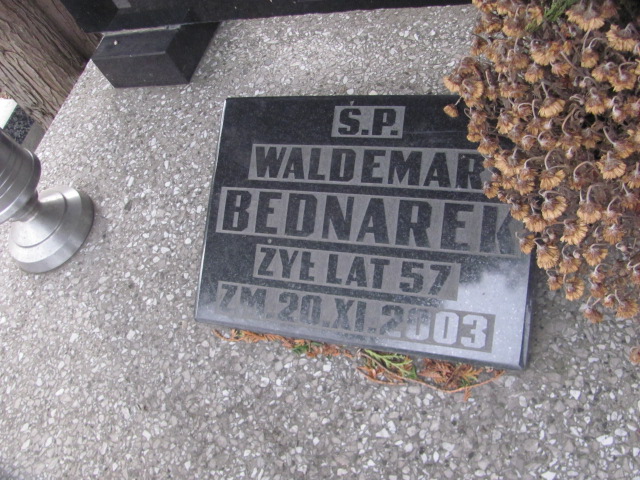 Ś.P.
WALDEMAR
BEDNAREK
ŻYŁ LAT 57
ZM.20.XI.2003